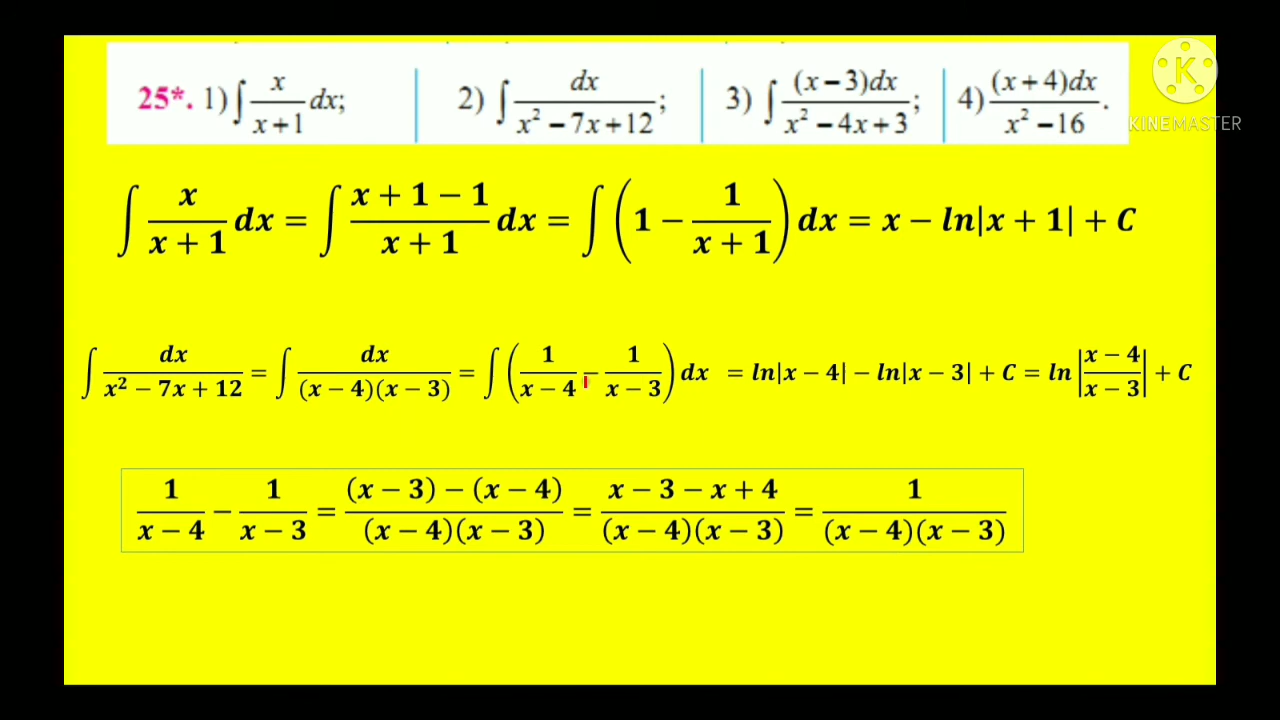 25*. 1) ∫ x/(x+1) dx; 2) ∫ dx/(x² − 7x + 12); 3) ∫ (x − 3)dx/(x² − 4x + 3); 4) (x + 4)dx/(x² − 16).
K
KINEMASTER
∫ x/(x + 1) dx = ∫ (x + 1 − 1)/(x + 1) dx = ∫ (1 − 1/(x + 1)) dx = x − ln|x + 1| + C
∫ dx/(x² − 7x + 12) = ∫ dx/((x − 4)(x − 3)) = ∫ (1/(x − 4) − 1/(x − 3)) dx = ln|x − 4| − ln|x − 3| + C = ln |(x − 4)/(x − 3)| + C
1/(x − 4) − 1/(x − 3) = ((x − 3) − (x − 4))/((x − 4)(x − 3)) = (x − 3 − x + 4)/((x − 4)(x − 3)) = 1/((x − 4)(x − 3))